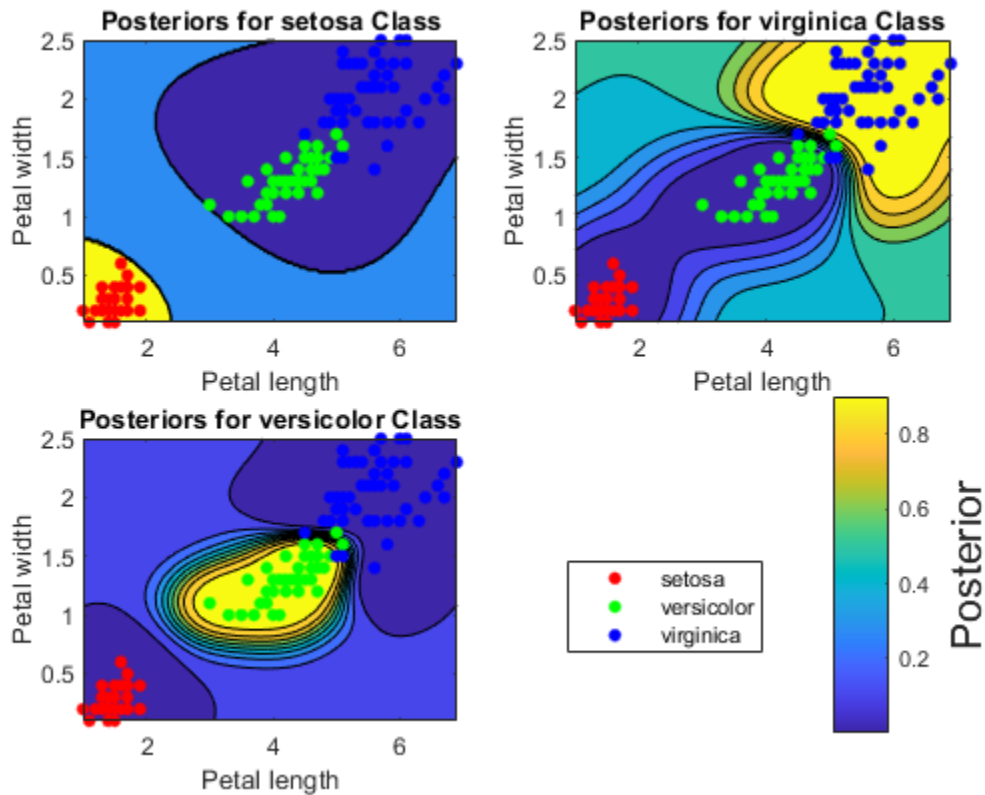 Posteriors for setosa Class
2.5
2
1.5
1
0.5
Petal width
2 4 6
Petal length
Posteriors for virginica Class
2.5
2
1.5
1
0.5
Petal width
2 4 6
Petal length
Posteriors for versicolor Class
2.5
2
1.5
1
0.5
Petal width
2 4 6
Petal length
setosa
versicolor
virginica
0.8
0.6
0.4
0.2
Posterior